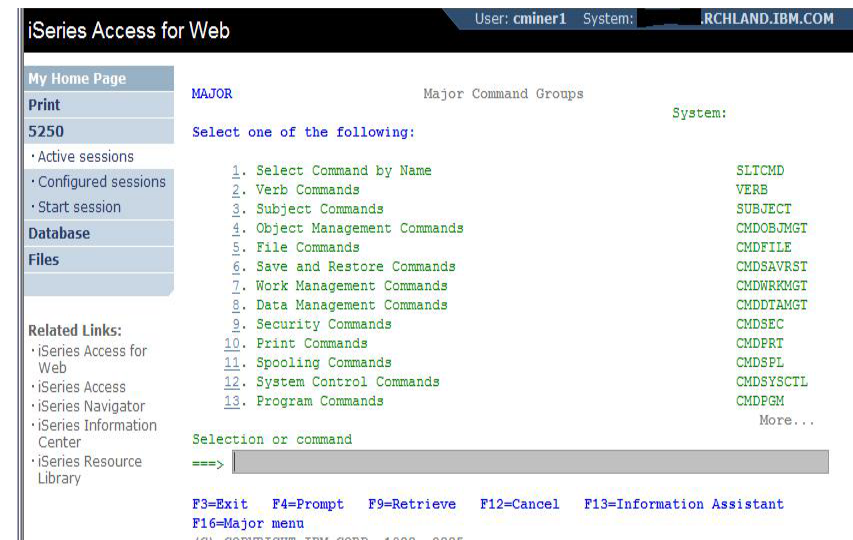 iSeries Access for Web
User: cminer1 System: .RCHLAND.IBM.COM
My Home Page
Print
5250
· Active sessions
· Configured sessions
· Start session
Database
Files
Related Links:
· iSeries Access for
Web
· iSeries Access
· iSeries Navigator
· iSeries Information
Center
· iSeries Resource
Library
MAJOR Major Command Groups
System:
Select one of the following:
1. Select Command by Name SLTCMD
2. Verb Commands VERB
3. Subject Commands SUBJECT
4. Object Management Commands CMDOBJMGT
5. File Commands CMDFILE
6. Save and Restore Commands CMDSAVRST
7. Work Management Commands CMDWRKMGT
8. Data Management Commands CMDDTAMGT
9. Security Commands CMDSEC
10. Print Commands CMDPRT
11. Spooling Commands CMDSPL
12. System Control Commands CMDSYSCTL
13. Program Commands CMDPGM
More...
Selection or command
===>
F3=Exit F4=Prompt F9=Retrieve F12=Cancel F13=Information Assistant
F16=Major menu
(C) COPYRIGHT IBM CORP.